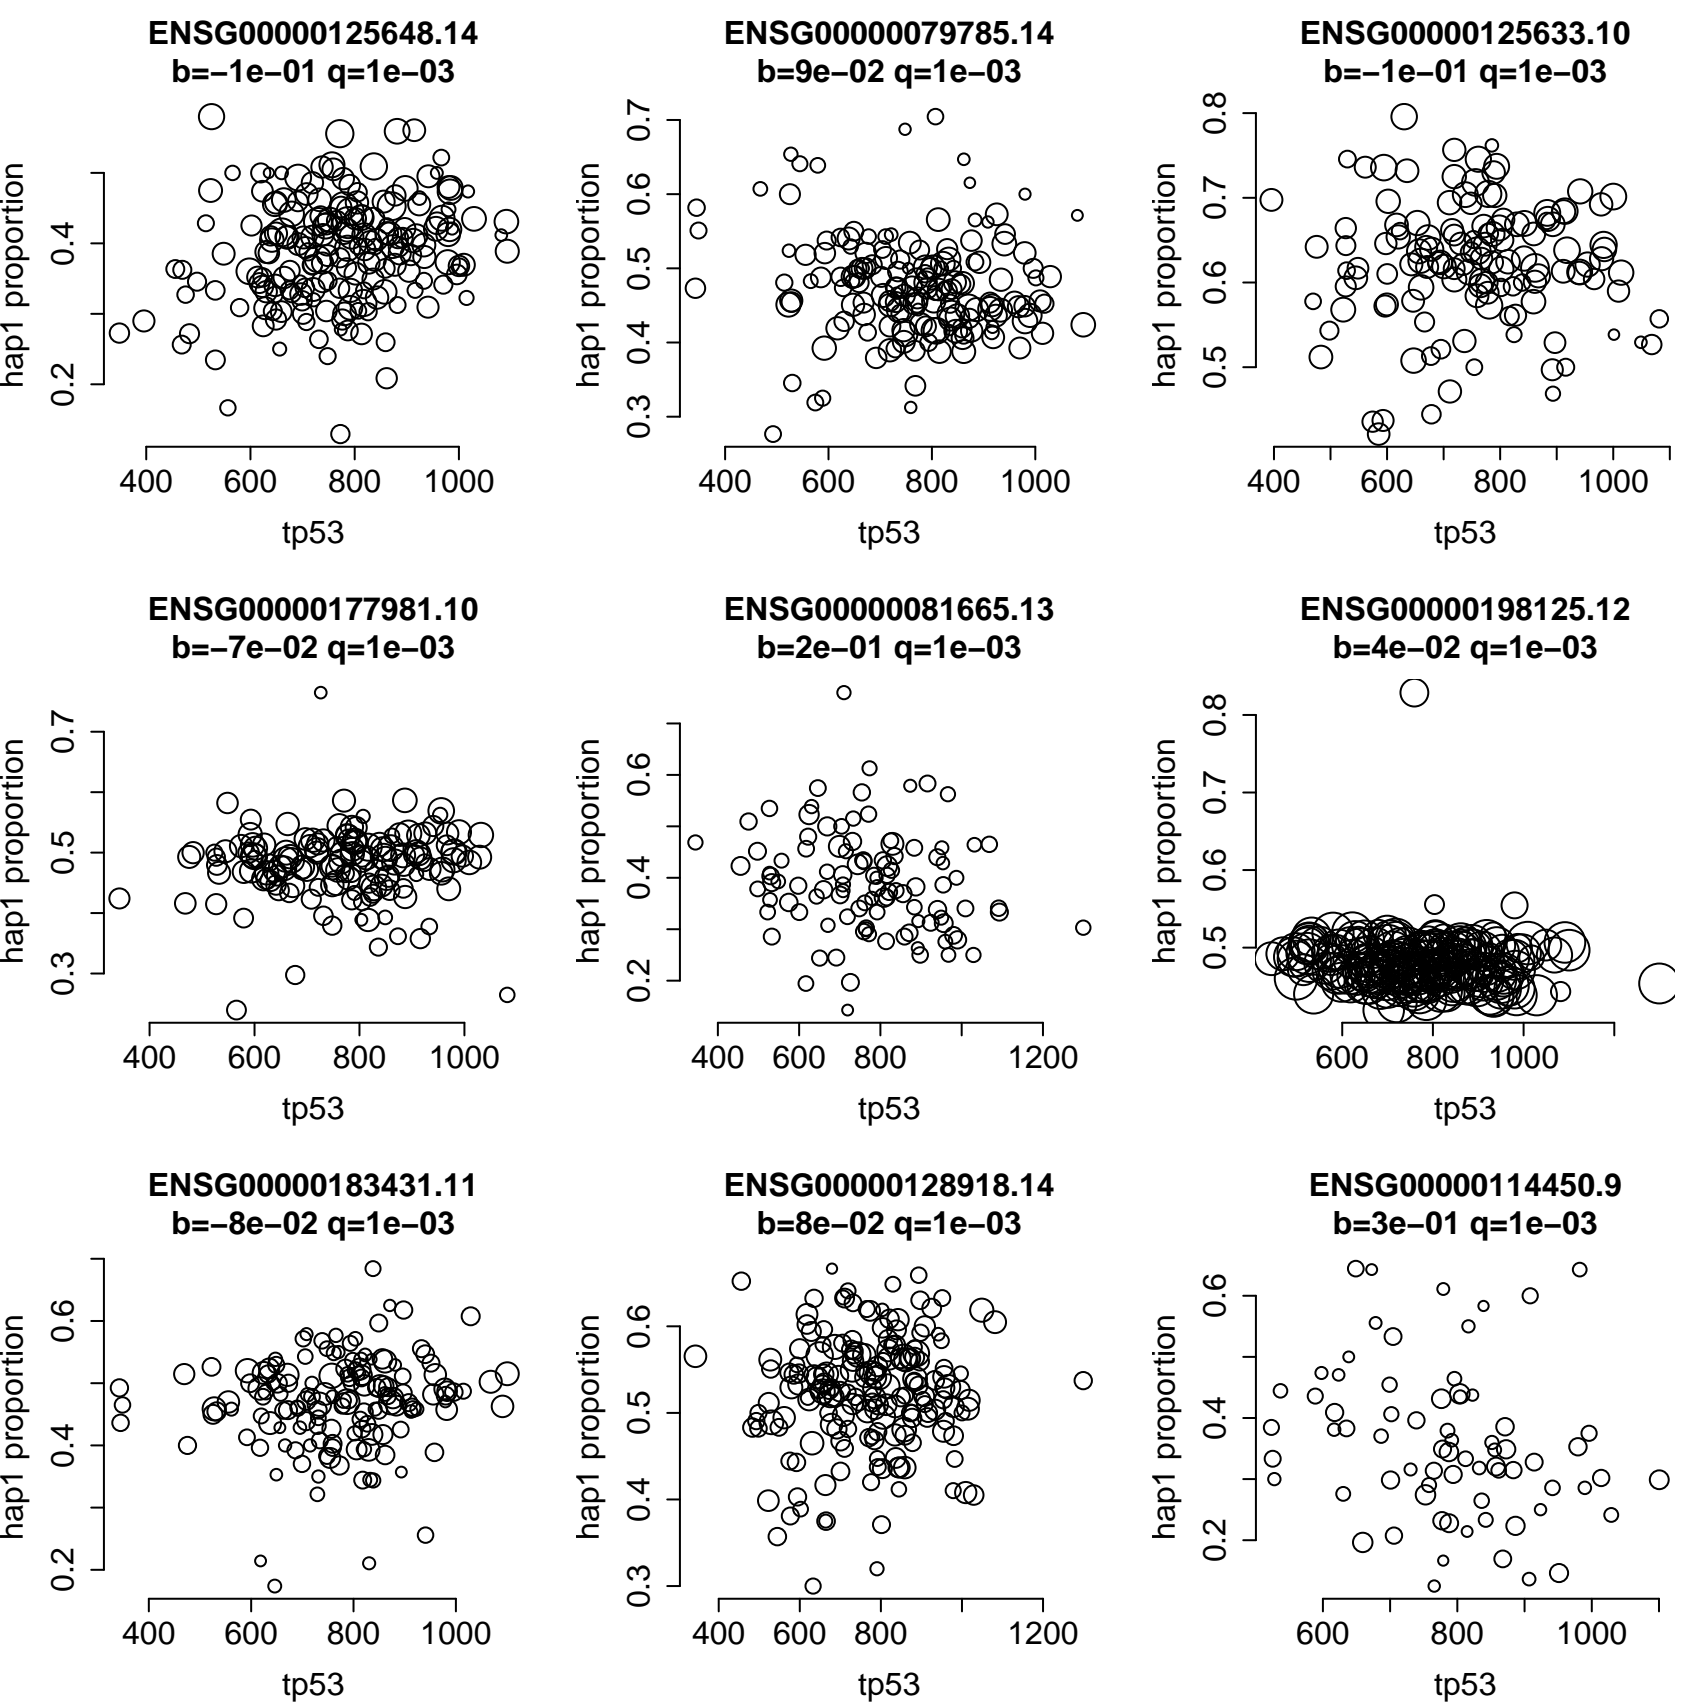 ENSG00000125648.14
b=−1e−01 q=1e−03
hap1 proportion
0.2
0.4
400
600
800
1000
tp53
ENSG00000079785.14
b=9e−02 q=1e−03
hap1 proportion
0.3
0.4
0.5
0.6
0.7
400
600
800
1000
tp53
ENSG00000125633.10
b=−1e−01 q=1e−03
hap1 proportion
0.5
0.6
0.7
0.8
400
600
800
1000
tp53
ENSG00000177981.10
b=−7e−02 q=1e−03
hap1 proportion
0.3
0.5
0.7
400
600
800
1000
tp53
ENSG00000081665.13
b=2e−01 q=1e−03
hap1 proportion
0.2
0.4
0.6
400
600
800
1200
tp53
ENSG00000198125.12
b=4e−02 q=1e−03
hap1 proportion
0.5
0.6
0.7
0.8
600
800
1000
tp53
ENSG00000183431.11
b=−8e−02 q=1e−03
hap1 proportion
0.2
0.4
0.6
400
600
800
1000
tp53
ENSG00000128918.14
b=8e−02 q=1e−03
hap1 proportion
0.3
0.4
0.5
0.6
400
600
800
1200
tp53
ENSG00000114450.9
b=3e−01 q=1e−03
hap1 proportion
0.2
0.4
0.6
600
800
1000
tp53